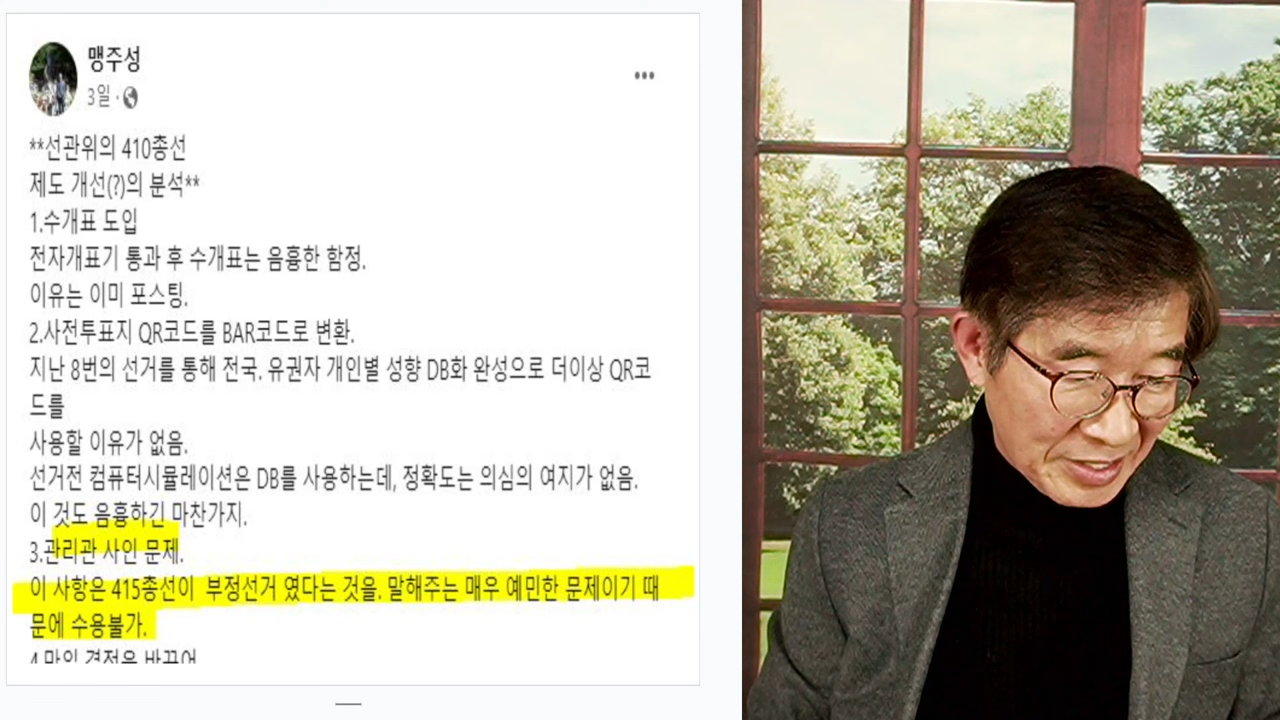 맹주성
3일 ·
**선관위의 410총선
제도 개선(?)의 분석**
1.수개표 도입
전자개표기 통과 후 수개표는 음흉한 함정.
이유는 이미 포스팅.
2.사전투표지 QR코드를 BAR코드로 변환.
지난 8번의 선거를 통해 전국. 유권자 개인별 성향 DB화 완성으로 더이상 QR코
드를
사용할 이유가 없음.
선거전 컴퓨터시뮬레이션은 DB를 사용하는데, 정확도는 의심의 여지가 없음.
이 것도 음흉하긴 마찬가지.
3.관리관 사인 문제.
이 사항은 415총선이 부정선거 였다는 것을. 말해주는 매우 예민한 문제이기 때
문에 수용불가.